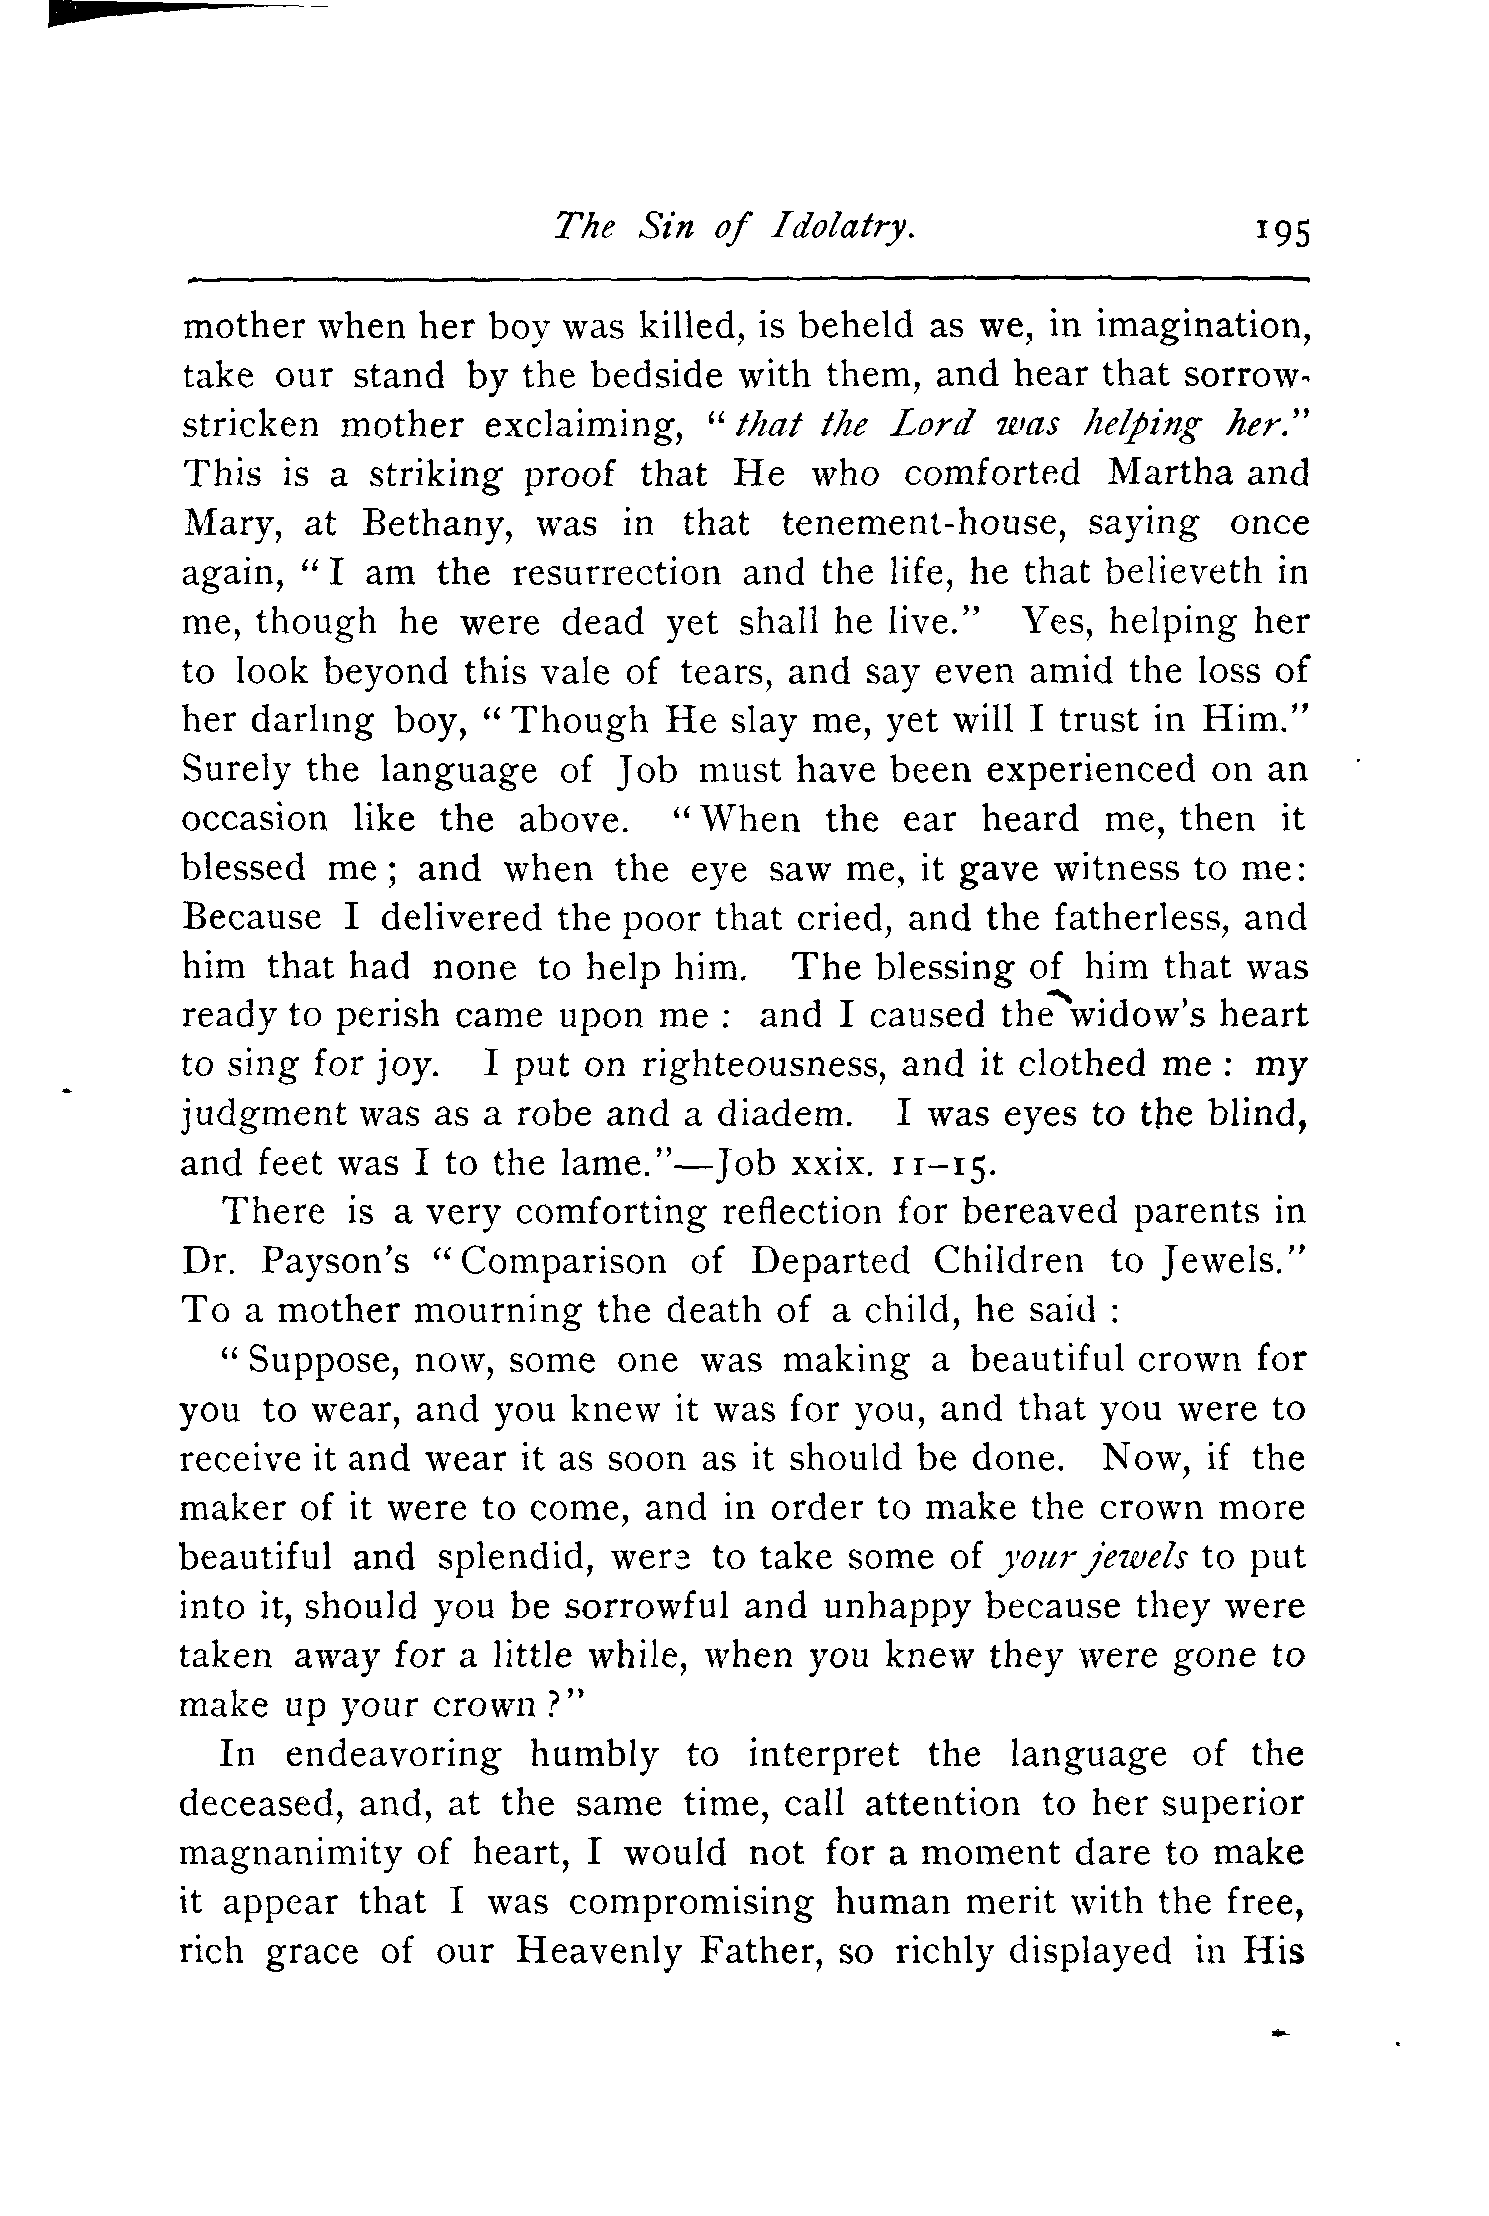 The Sin of Idolatry. 195
mother when her boy was killed, is beheld as we, in imagination,
take our stand by the bedside with them, and hear that sorrow-
stricken mother exclaiming, “ that the Lord was helping her.”
This is a striking proof that He who comforted Martha and
Mary, at Bethany, was in that tenement-house, saying once
again, “ I am the resurrection and the life, he that believeth in
me, though he were dead yet shall he live.” Yes, helping her
to look beyond this vale of tears, and say even amid the loss of
her darling boy, “ Though He slay me, yet will I trust in Him.”
Surely the language of Job must have been experienced on an
occasion like the above. “ When the ear heard me, then it
blessed me ; and when the eye saw me, it gave witness to me:
Because I delivered the poor that cried, and the fatherless, and
him that had none to help him. The blessing of him that was
ready to perish came upon me : and I caused the widow’s heart
to sing for joy. I put on righteousness, and it clothed me : my
judgment was as a robe and a diadem. I was eyes to the blind,
and feet was I to the lame.”—Job xxix. 11–15.
There is a very comforting reflection for bereaved parents in
Dr. Payson’s “ Comparison of Departed Children to Jewels.”
To a mother mourning the death of a child, he said :
“ Suppose, now, some one was making a beautiful crown for
you to wear, and you knew it was for you, and that you were to
receive it and wear it as soon as it should be done. Now, if the
maker of it were to come, and in order to make the crown more
beautiful and splendid, were to take some of your jewels to put
into it, should you be sorrowful and unhappy because they were
taken away for a little while, when you knew they were gone to
make up your crown ?”
In endeavoring humbly to interpret the language of the
deceased, and, at the same time, call attention to her superior
magnanimity of heart, I would not for a moment dare to make
it appear that I was compromising human merit with the free,
rich grace of our Heavenly Father, so richly displayed in His